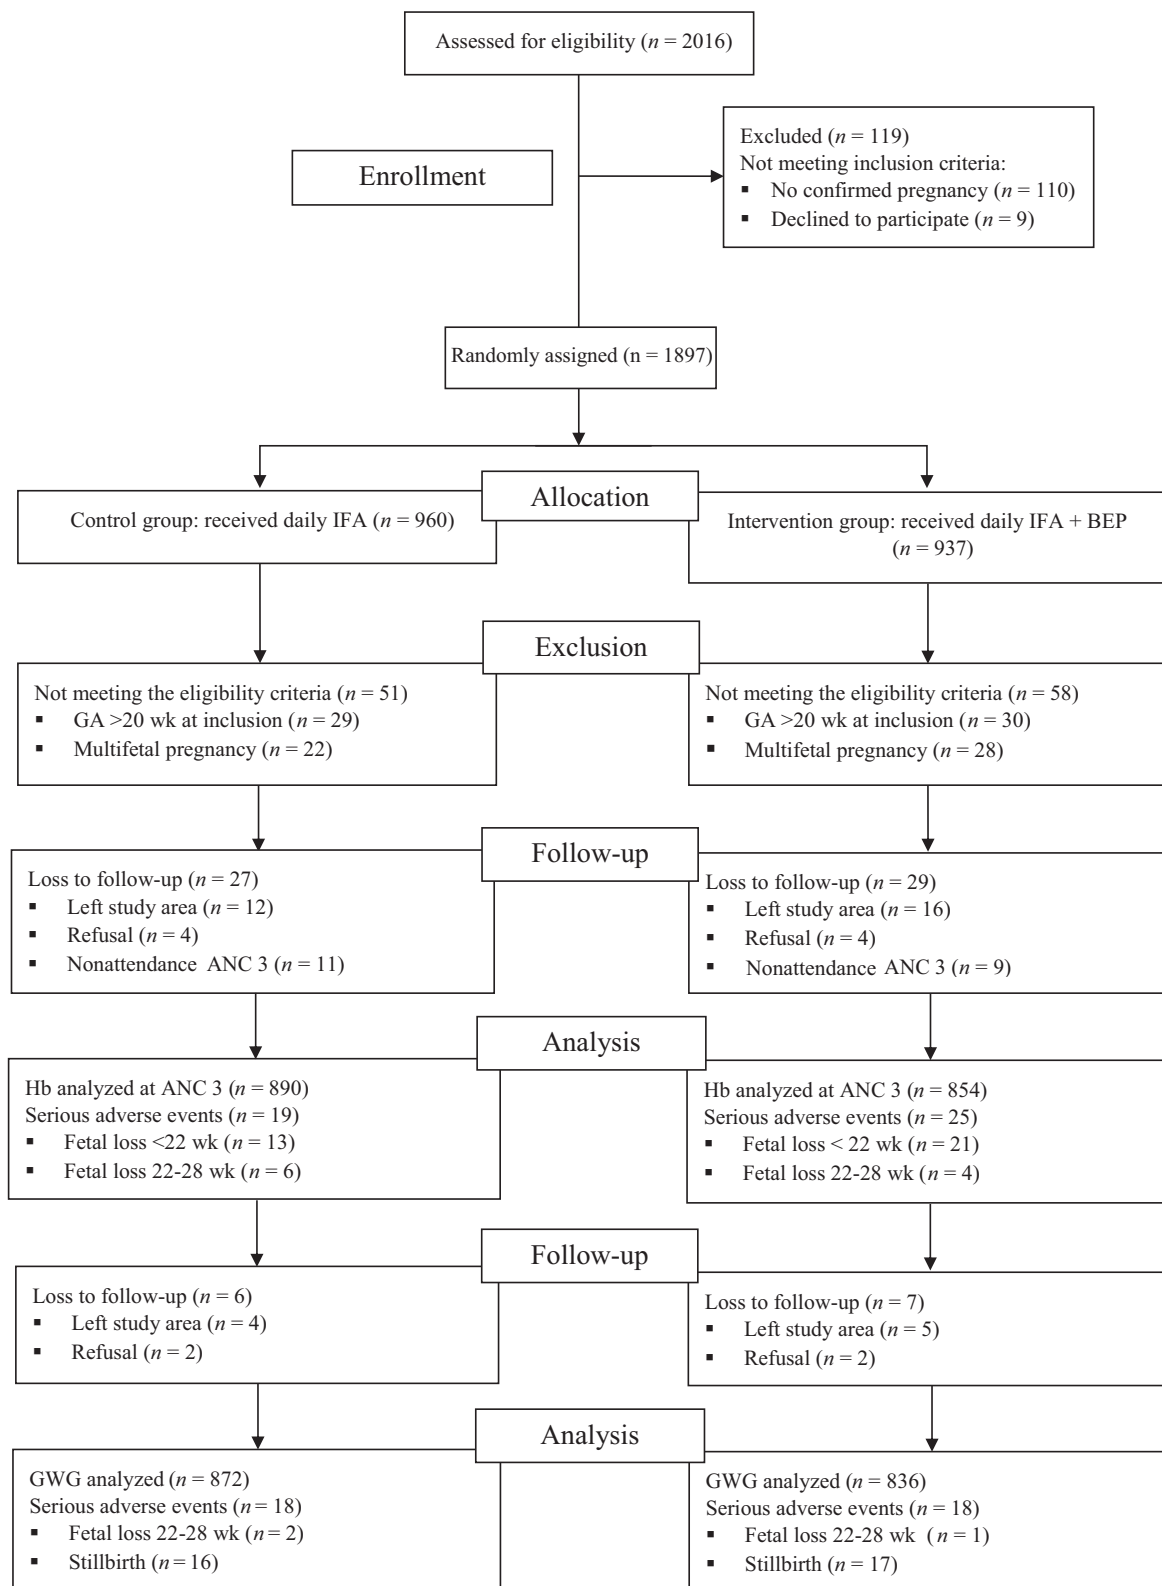 Assessed for eligibility (n = 2016)
Excluded (n = 119)
Not meeting inclusion criteria:
▪ No confirmed pregnancy (n = 110)
▪ Declined to participate (n = 9)
Enrollment
Randomly assigned (n = 1897)
Allocation
Control group: received daily IFA (n = 960)
Intervention group: received daily IFA + BEP
(n = 937)
Exclusion
Not meeting the eligibility criteria (n = 51)
▪ GA >20 wk at inclusion (n = 29)
▪ Multifetal pregnancy (n = 22)
Not meeting the eligibility criteria (n = 58)
▪ GA >20 wk at inclusion (n = 30)
▪ Multifetal pregnancy (n = 28)
Follow-up
Loss to follow-up (n = 27)
▪ Left study area (n = 12)
▪ Refusal (n = 4)
▪ Nonattendance ANC 3 (n = 11)
Loss to follow-up (n = 29)
▪ Left study area (n = 16)
▪ Refusal (n = 4)
▪ Nonattendance ANC 3 (n = 9)
Analysis
Hb analyzed at ANC 3 (n = 890)
Serious adverse events (n = 19)
▪ Fetal loss <22 wk (n = 13)
▪ Fetal loss 22-28 wk (n = 6)
Hb analyzed at ANC 3 (n = 854)
Serious adverse events (n = 25)
▪ Fetal loss < 22 wk (n = 21)
▪ Fetal loss 22-28 wk (n = 4)
Follow-up
Loss to follow-up (n = 6)
▪ Left study area (n = 4)
▪ Refusal (n = 2)
Loss to follow-up (n = 7)
▪ Left study area (n = 5)
▪ Refusal (n = 2)
Analysis
GWG analyzed (n = 872)
Serious adverse events (n = 18)
▪ Fetal loss 22-28 wk (n = 2)
▪ Stillbirth (n = 16)
GWG analyzed (n = 836)
Serious adverse events (n = 18)
▪ Fetal loss 22-28 wk (n = 1)
▪ Stillbirth (n = 17)